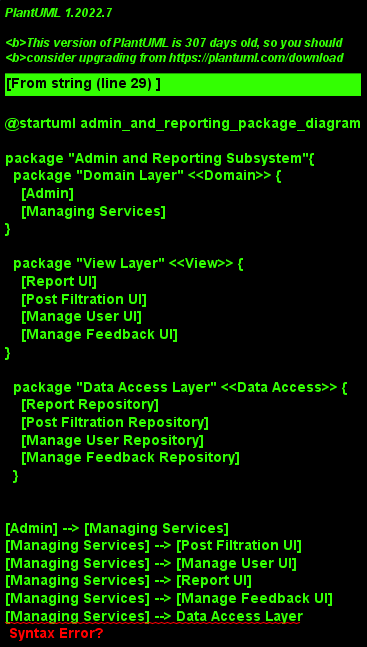 PlantUML 1.2022.7
<b>This version of PlantUML is 307 days old, so you should
<b>consider upgrading from https://plantuml.com/download
[From string (line 29) ]
@startuml admin_and_reporting_package_diagram
package "Admin and Reporting Subsystem"{
package "Domain Layer" <<Domain>> {
[Admin]
[Managing Services]
}
package "View Layer" <<View>> {
[Report UI]
[Post Filtration UI]
[Manage User UI]
[Manage Feedback UI]
}
package "Data Access Layer" <<Data Access>> {
[Report Repository]
[Post Filtration Repository]
[Manage User Repository]
[Manage Feedback Repository]
}
[Admin] --> [Managing Services]
[Managing Services] --> [Post Filtration UI]
[Managing Services] --> [Manage User UI]
[Managing Services] --> [Report UI]
[Managing Services] --> [Manage Feedback UI]
[Managing Services] --> Data Access Layer
Syntax Error?